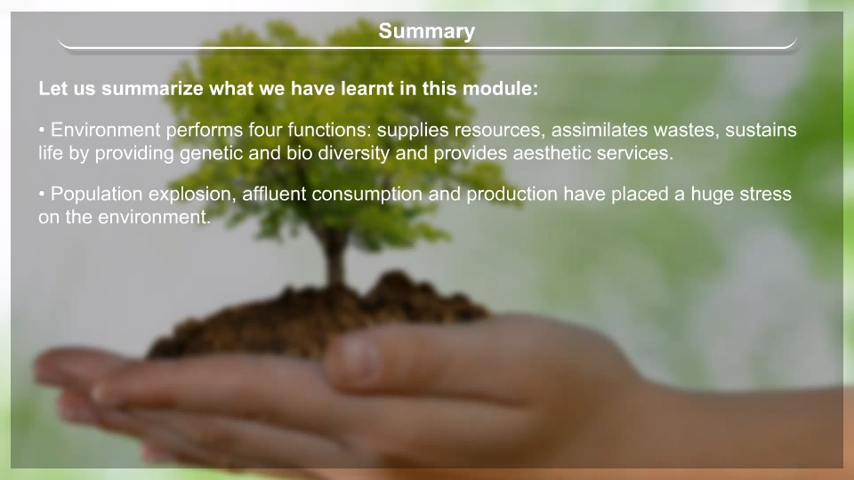 Summary
Let us summarize what we have learnt in this module:
• Environment performs four functions: supplies resources, assimilates wastes, sustains
life by providing genetic and bio diversity and provides aesthetic services.
• Population explosion, affluent consumption and production have placed a huge stress
on the environment.